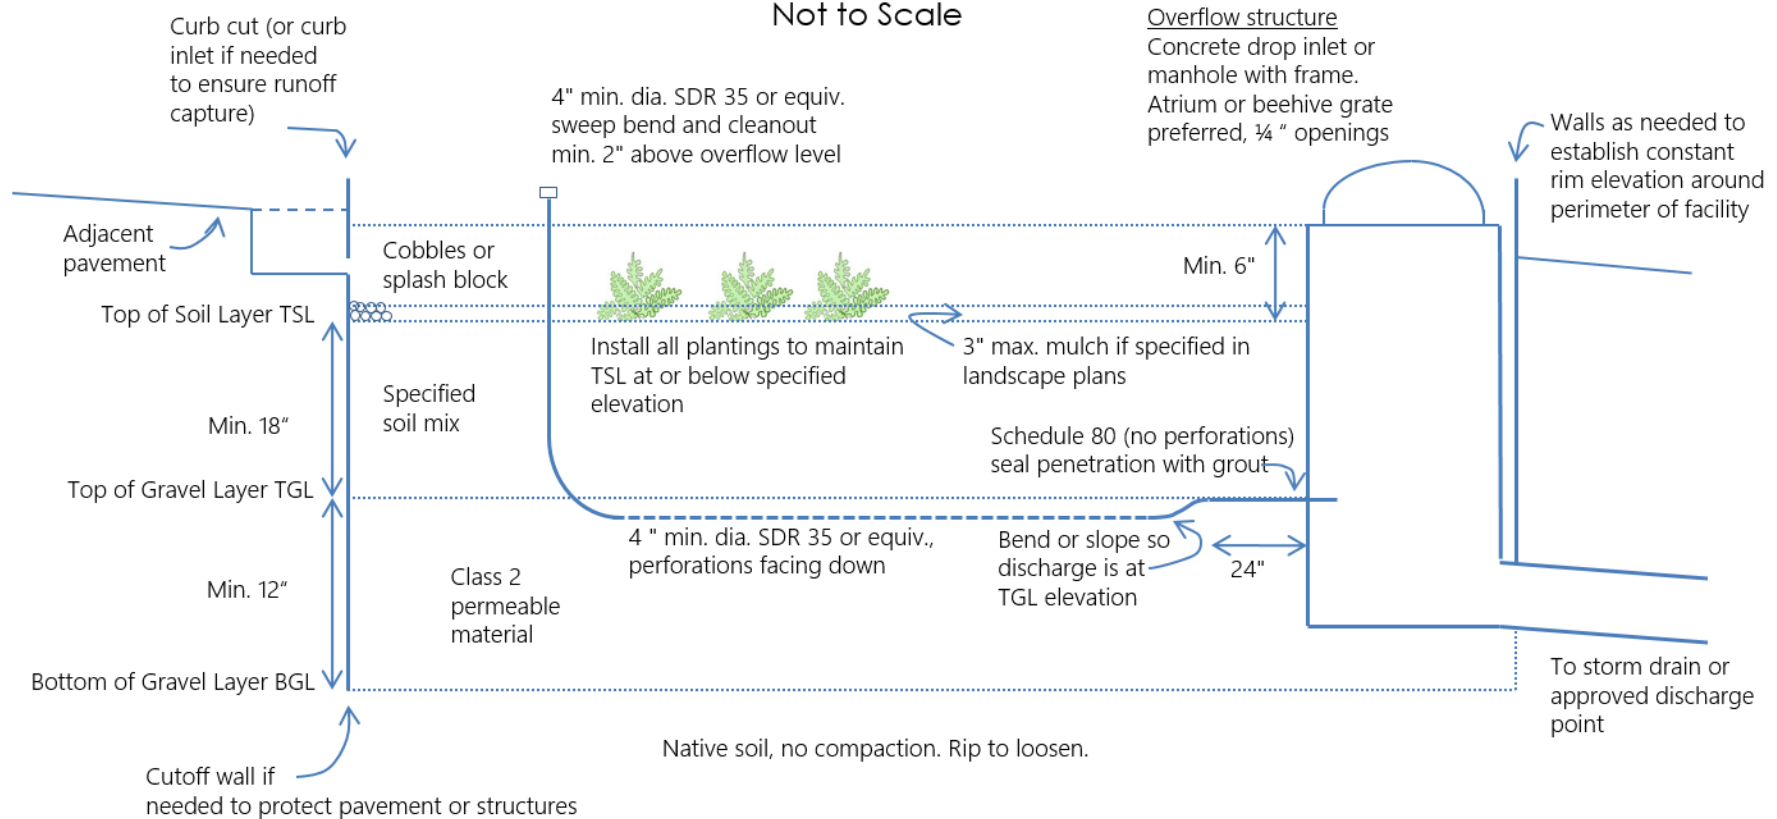 Not to Scale
Curb cut (or curb
inlet if needed
to ensure runoff
capture)
4" min. dia. SDR 35 or equiv.
sweep bend and cleanout
min. 2" above overflow level
Overflow structure
Concrete drop inlet or
manhole with frame.
Atrium or beehive grate
preferred, ¼ “ openings
Walls as needed to
establish constant
rim elevation around
perimeter of facility
Adjacent
pavement
Cobbles or
splash block
Min. 6"
Top of Soil Layer TSL
Install all plantings to maintain
TSL at or below specified
elevation
3" max. mulch if specified in
landscape plans
Specified
soil mix
Min. 18“
Schedule 80 (no perforations)
seal penetration with grout
Top of Gravel Layer TGL
4 " min. dia. SDR 35 or equiv.,
perforations facing down
Bend or slope so
discharge is at
TGL elevation
24"
Min. 12“
Class 2
permeable
material
Bottom of Gravel Layer BGL
To storm drain or
approved discharge
point
Native soil, no compaction. Rip to loosen.
Cutoff wall if
needed to protect pavement or structures